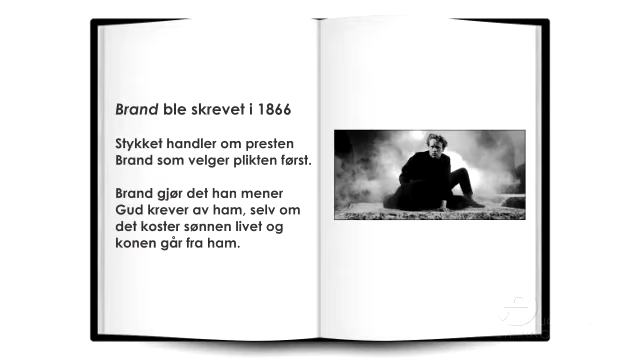 Brand ble skrevet i 1866
Stykket handler om presten
Brand som velger plikten først.
Brand gjør det han mener
Gud krever av ham, selv om
det koster sønnen livet og
konen går fra ham.